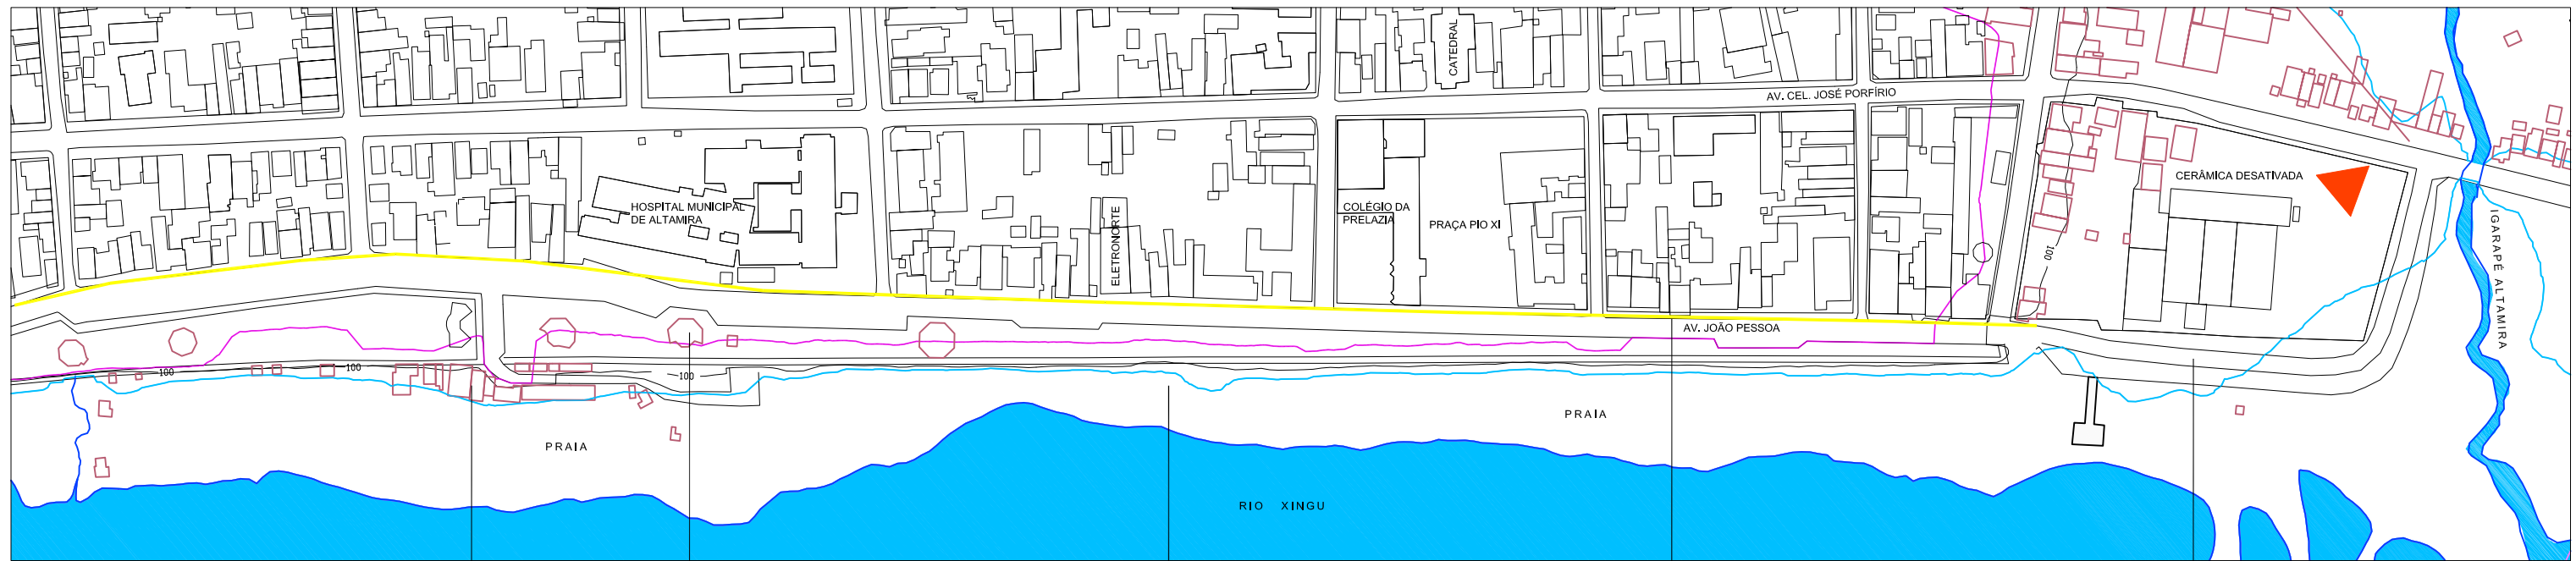 CATEDRAL
AV. CEL. JOSÉ PORFÍRIO
CERÂMICA DESATIVADA
HOSPITAL MUNICIPAL
DE ALTAMIRA
ELETRONORTE
COLÉGIO DA
PRELAZIA
PRAÇA PIO XI
IGARAPÉ ALTAMIRA
100
AV. JOÃO PESSOA
100
100
100
PRAIA
PRAIA
RIO XINGU